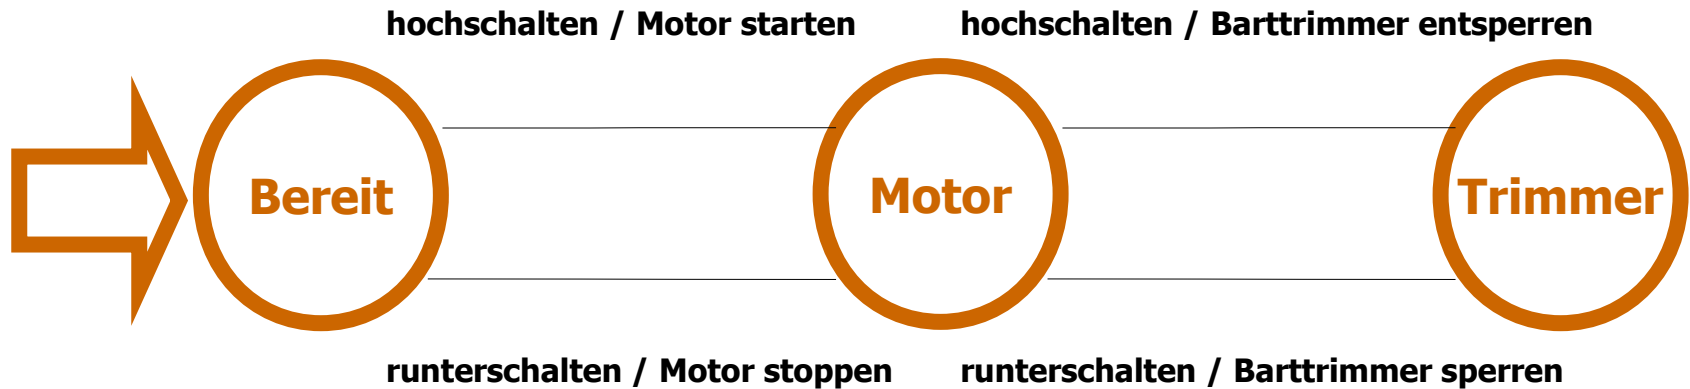 hochschalten / Motor starten
hochschalten / Barttrimmer entsperren
Bereit
Motor
Trimmer
runterschalten / Motor stoppen
runterschalten / Barttrimmer sperren